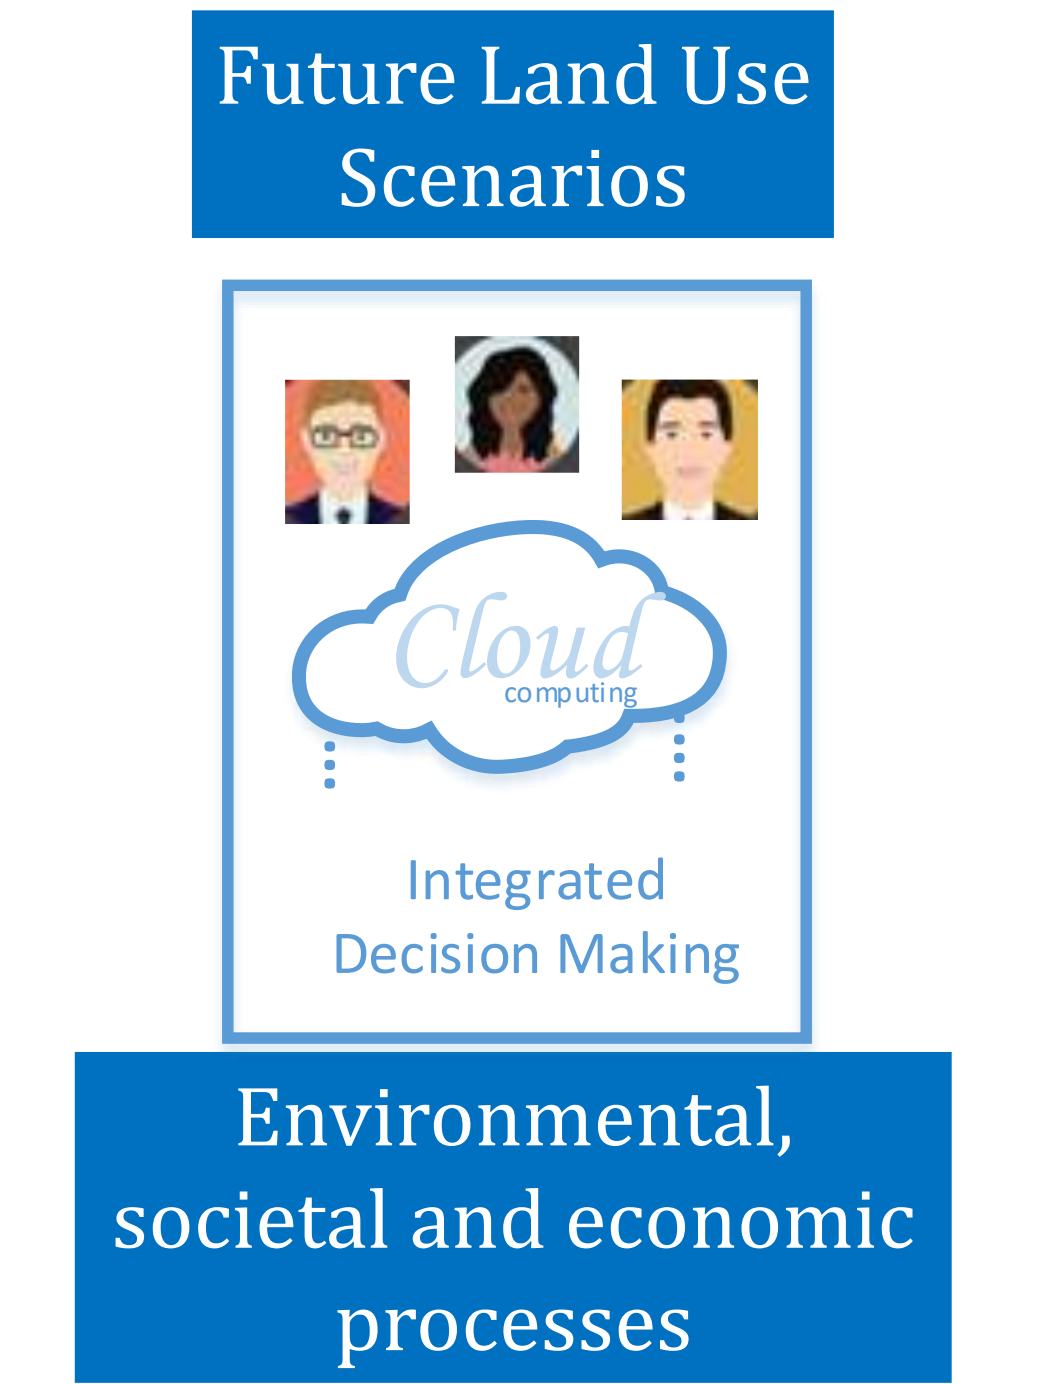 Future Land Use
Scenarios
Cloud
computing
Integrated
Decision Making
Environmental,
societal and economic
processes